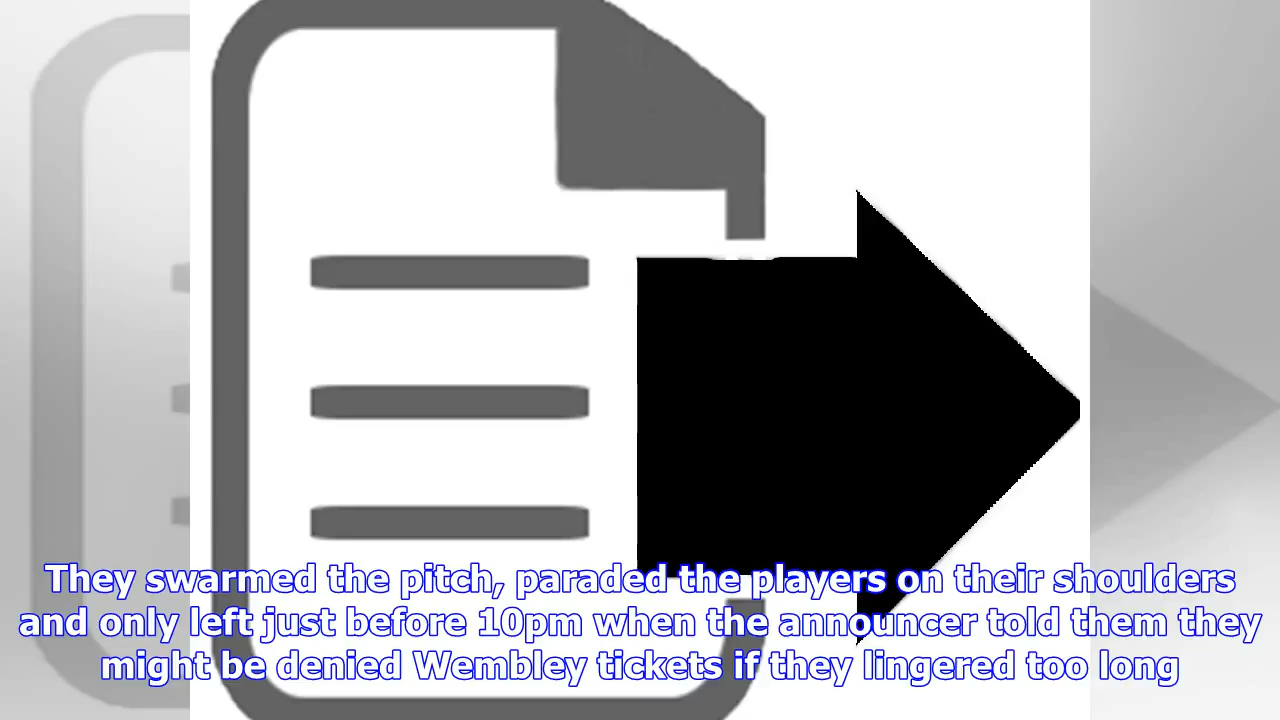 They swarmed the pitch, paraded the players on their shoulders
and only left just before 10pm when the announcer told them they
might be denied Wembley tickets if they lingered too long